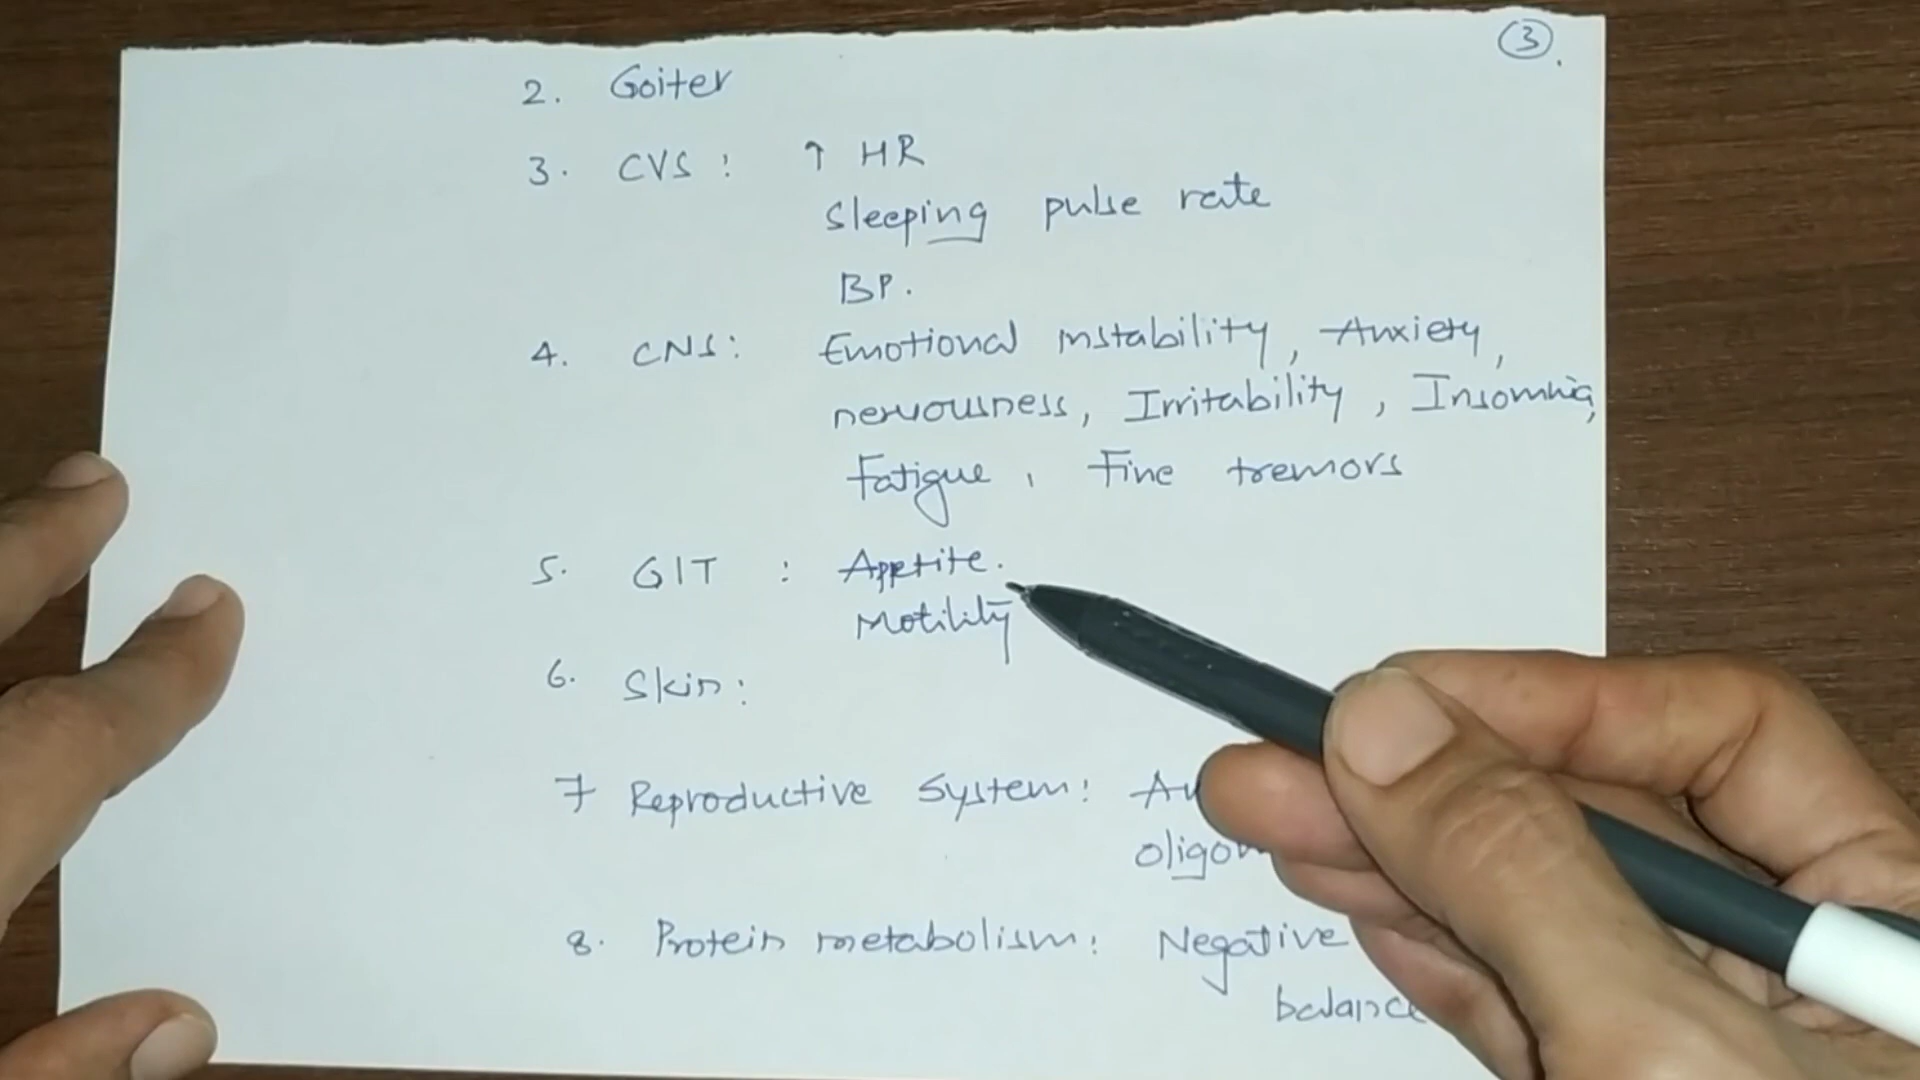 3.
2. Goiter
3. CVS: ↑ HR
Sleeping pulse rate
BP.
4. CNS: Emotional instability, Anxiety,
nervousness, Irritability, Insomnia,
Fatigue, Fine tremors
5. GIT: Appetite.
Motility
6. Skin:
7 Reproductive System:
8. Protein metabolism: Negative
balance